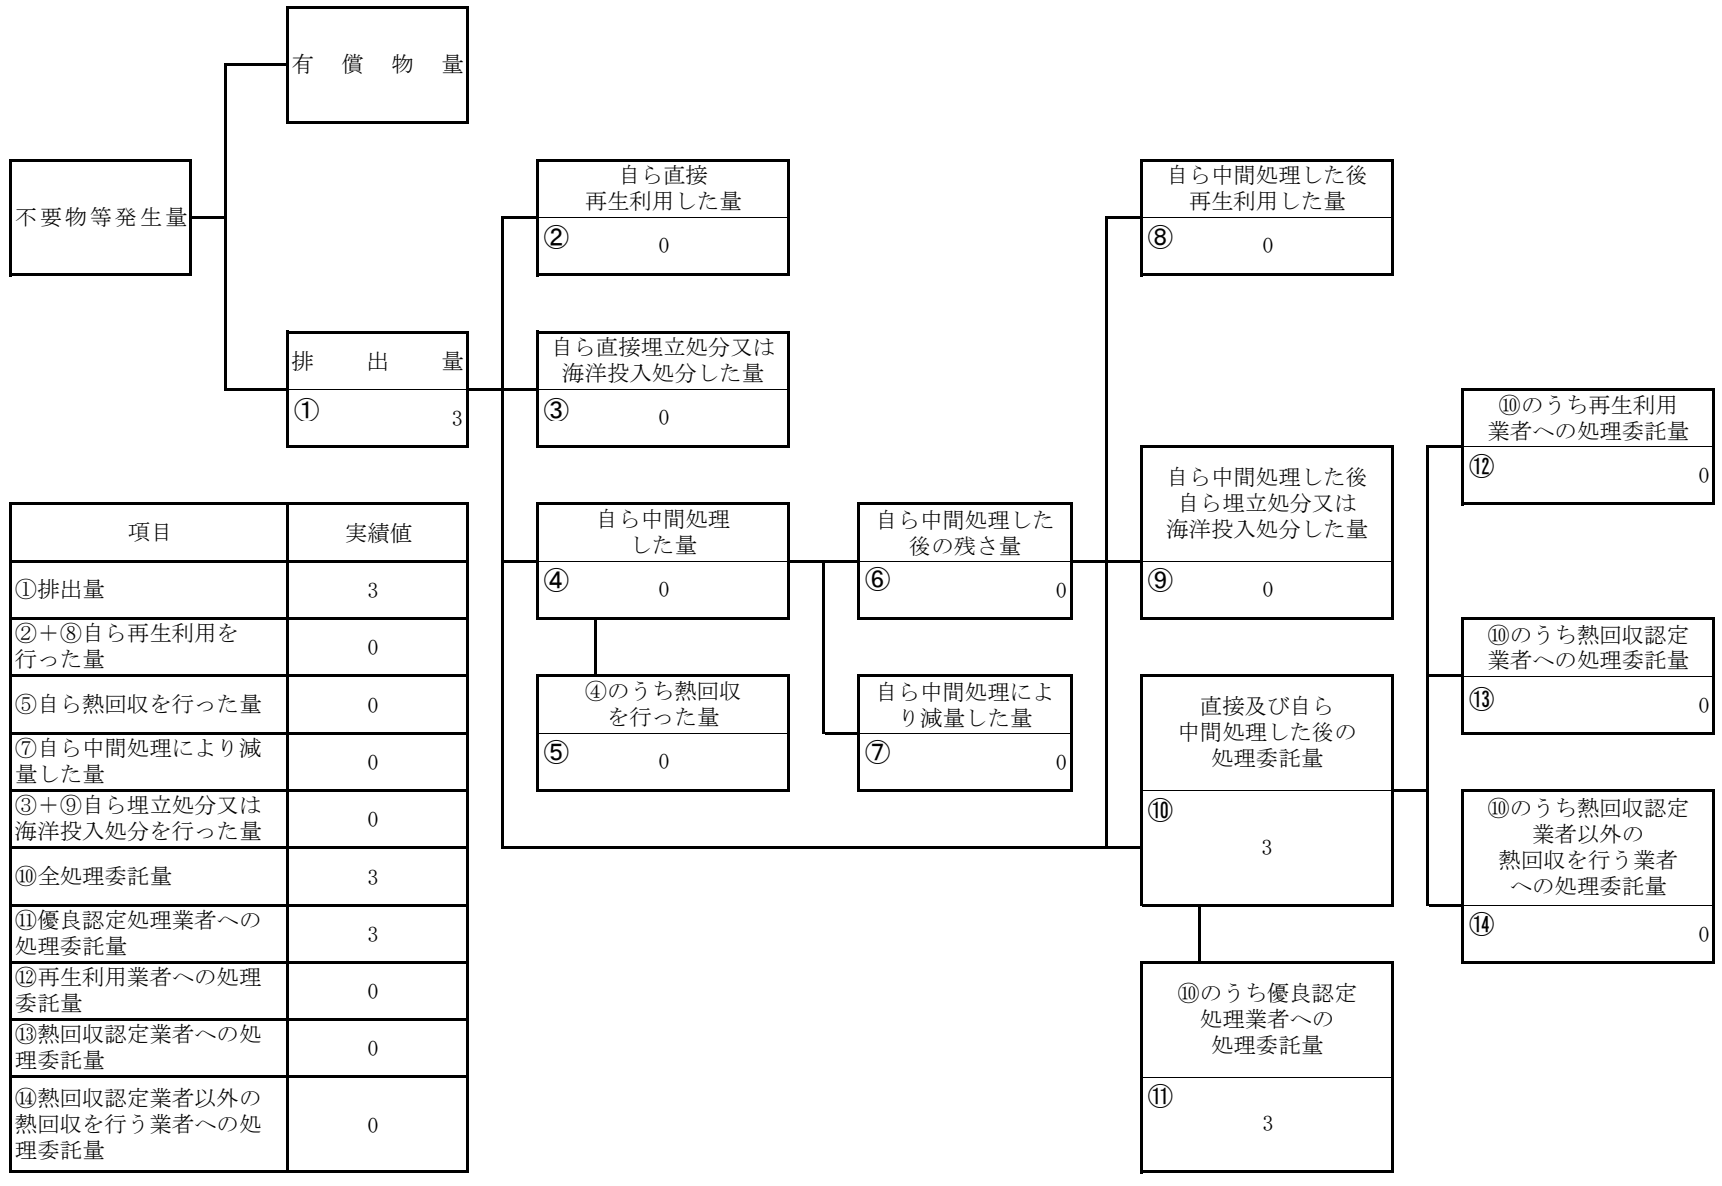 有償物量
不要物等発生量
排出量
①
3
自ら直接
再生利用した量
②
0
自ら直接埋立処分又は
海洋投入処分した量
③
0
自ら中間処理
した量
④
0
④のうち熱回収
を行った量
⑤
0
自ら中間処理した
後の残さ量
⑥
0
自ら中間処理によ
り減量した量
⑦
0
自ら中間処理した後
再生利用した量
⑧
0
自ら中間処理した後
自ら埋立処分又は
海洋投入処分した量
⑨
0
直接及び自ら
中間処理した後の
処理委託量
⑩
3
⑩のうち優良認定
処理業者への
処理委託量
⑪
3
⑩のうち再生利用
業者への処理委託量
⑫
0
⑩のうち熱回収認定
業者への処理委託量
⑬
0
⑩のうち熱回収認定
業者以外の
熱回収を行う業者
への処理委託量
⑭
0
項目 実績値
①排出量 3
②＋⑧自ら再生利用を
行った量
0
⑤自ら熱回収を行った量 0
⑦自ら中間処理により減
量した量
0
③＋⑨自ら埋立処分又は
海洋投入処分を行った量
0
⑩全処理委託量 3
⑪優良認定処理業者への
処理委託量
3
⑫再生利用業者への処理
委託量
0
⑬熱回収認定業者への処
理委託量
0
⑭熱回収認定業者以外の
熱回収を行う業者への処
理委託量
0